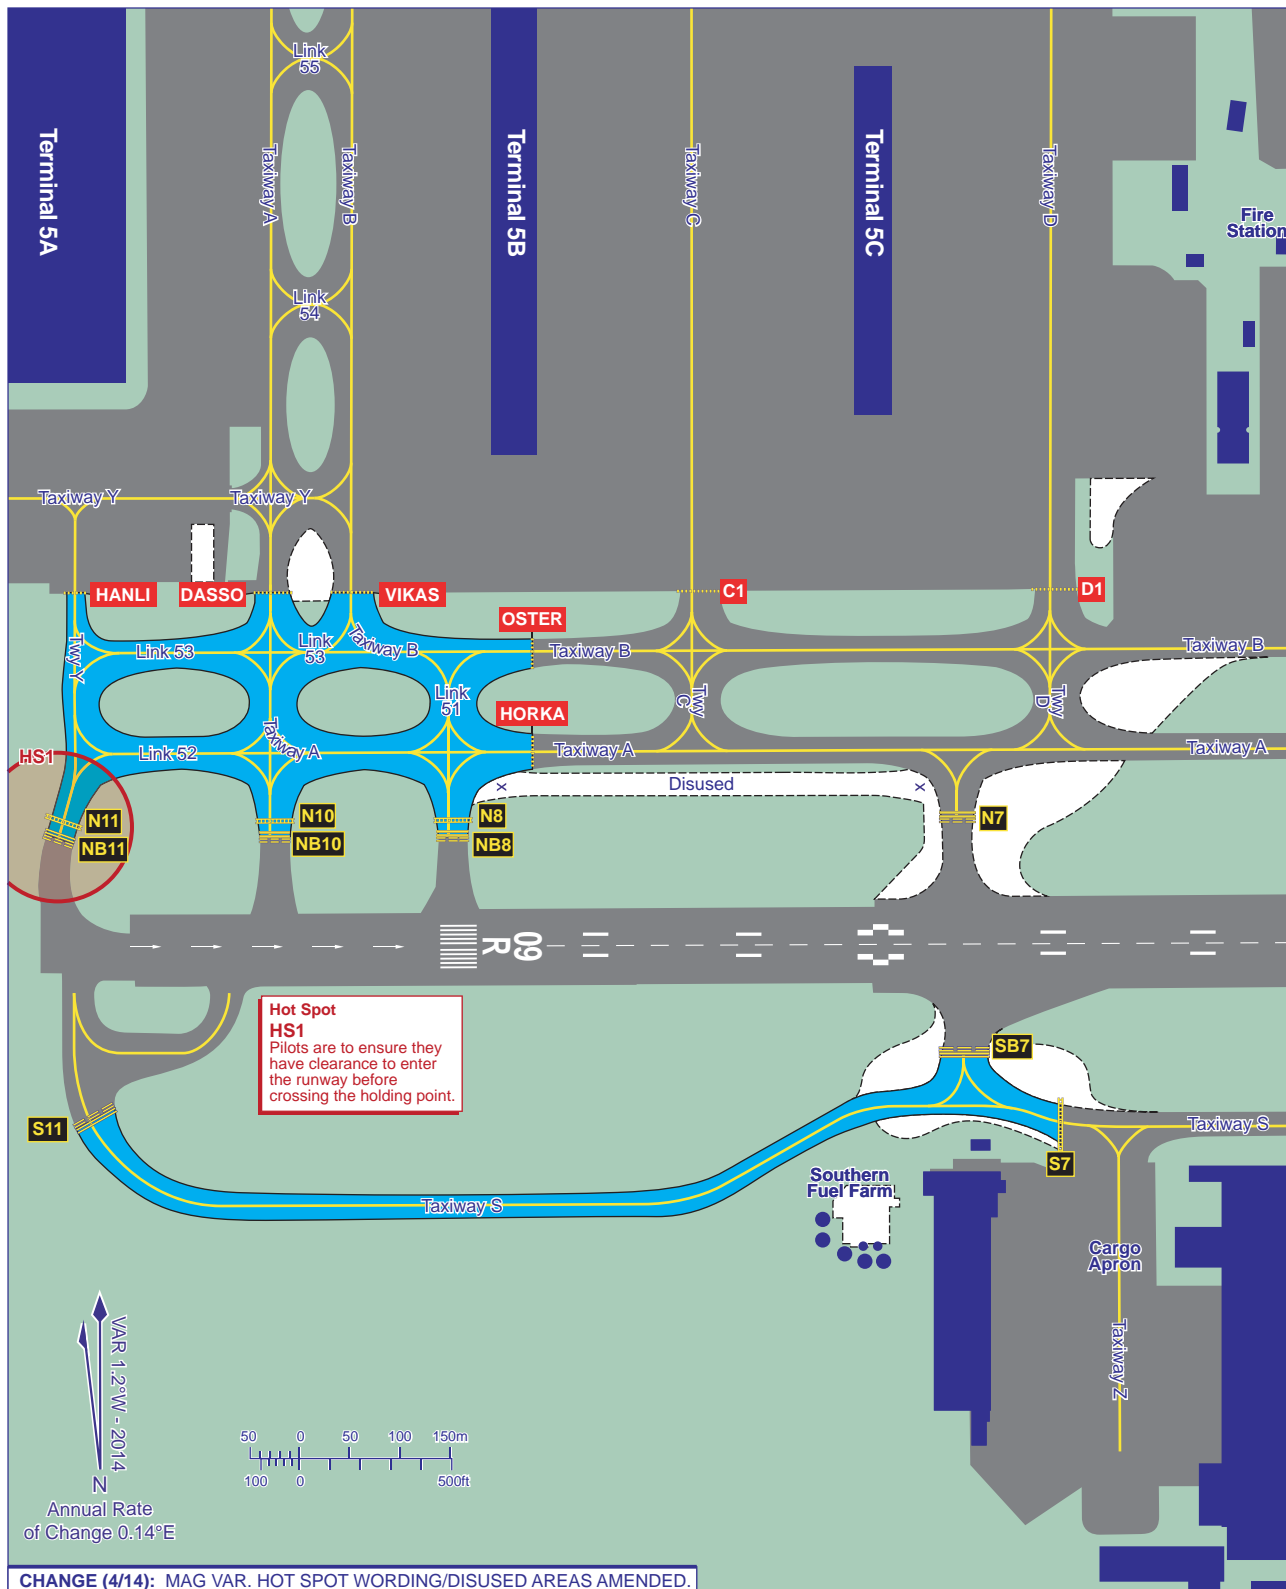 Link
55
Terminal 5A
Taxiway A
Taxiway B
Terminal 5B
Taxiway C
Terminal 5C
Taxiway D
Fire
Station
Link
54
Taxiway Y
Taxiway Y
HANLI
DASSO
VIKAS
C1
D1
OSTER
Link 53
Link
53
Taxiway B
Taxiway B
Taxiway B
Twy Y
Link
51
Twy
C
Twy
D
HORKA
HS1
Link 52
Taxiway A
Taxiway A
Taxiway A
x
Disused
x
N11
N10
N8
N7
NB11
NB10
NB8
09
R
Hot Spot
HS1
Pilots are to ensure they
have clearance to enter
the runway before
crossing the holding point.
SB7
S11
Taxiway S
S7
Southern
Fuel Farm
Taxiway S
Cargo
Apron
Taxiway Z
VAR 1.2°W - 2014
N
Annual Rate
of Change 0.14°E
50 0 50 100 150m
100 0 500ft
CHANGE (4/14): MAG VAR. HOT SPOT WORDING/DISUSED AREAS AMENDED.